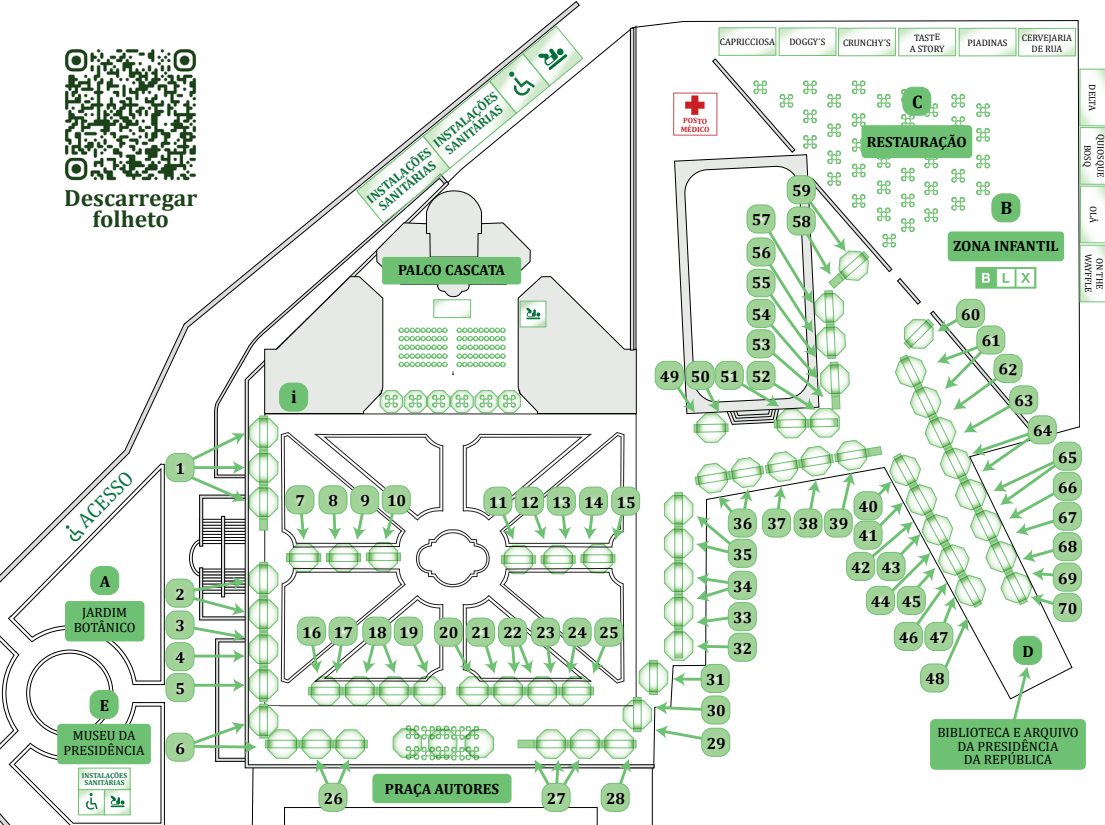 Descarregar
folheto
INSTALAÇÕES
SANITÁRIAS
INSTALAÇÕES
SANITÁRIAS
CAPRICCIOSA
DOGGY'S
CRUNCHY'S
TASTE
A STORY
PIADINAS
CERVEJARIA
DE RUA
DELTA
QUIOSQUE
BOSQ
OLÁ
ON THE
WAFFLE
POSTO
MÉDICO
C
RESTAURAÇÃO
B
ZONA INFANTIL
B L X
PALCO CASCATA
i
59
57
58
56
55
54
53
49
50
51
52
60
61
62
63
64
65
66
67
68
69
70
1
2
3
4
5
6
7
8
9
10
11
12
13
14
15
16
17
18
19
20
21
22
23
24
25
26
27
28
29
30
31
32
33
34
35
36
37
38
39
40
41
42
43
44
45
46
47
48
ACESSO
A
JARDIM
BOTÂNICO
E
MUSEU DA
PRESIDÊNCIA
INSTALAÇÕES
SANITÁRIAS
PRAÇA AUTORES
D
BIBLIOTECA E ARQUIVO
DA PRESIDÊNCIA
DA REPÚBLICA